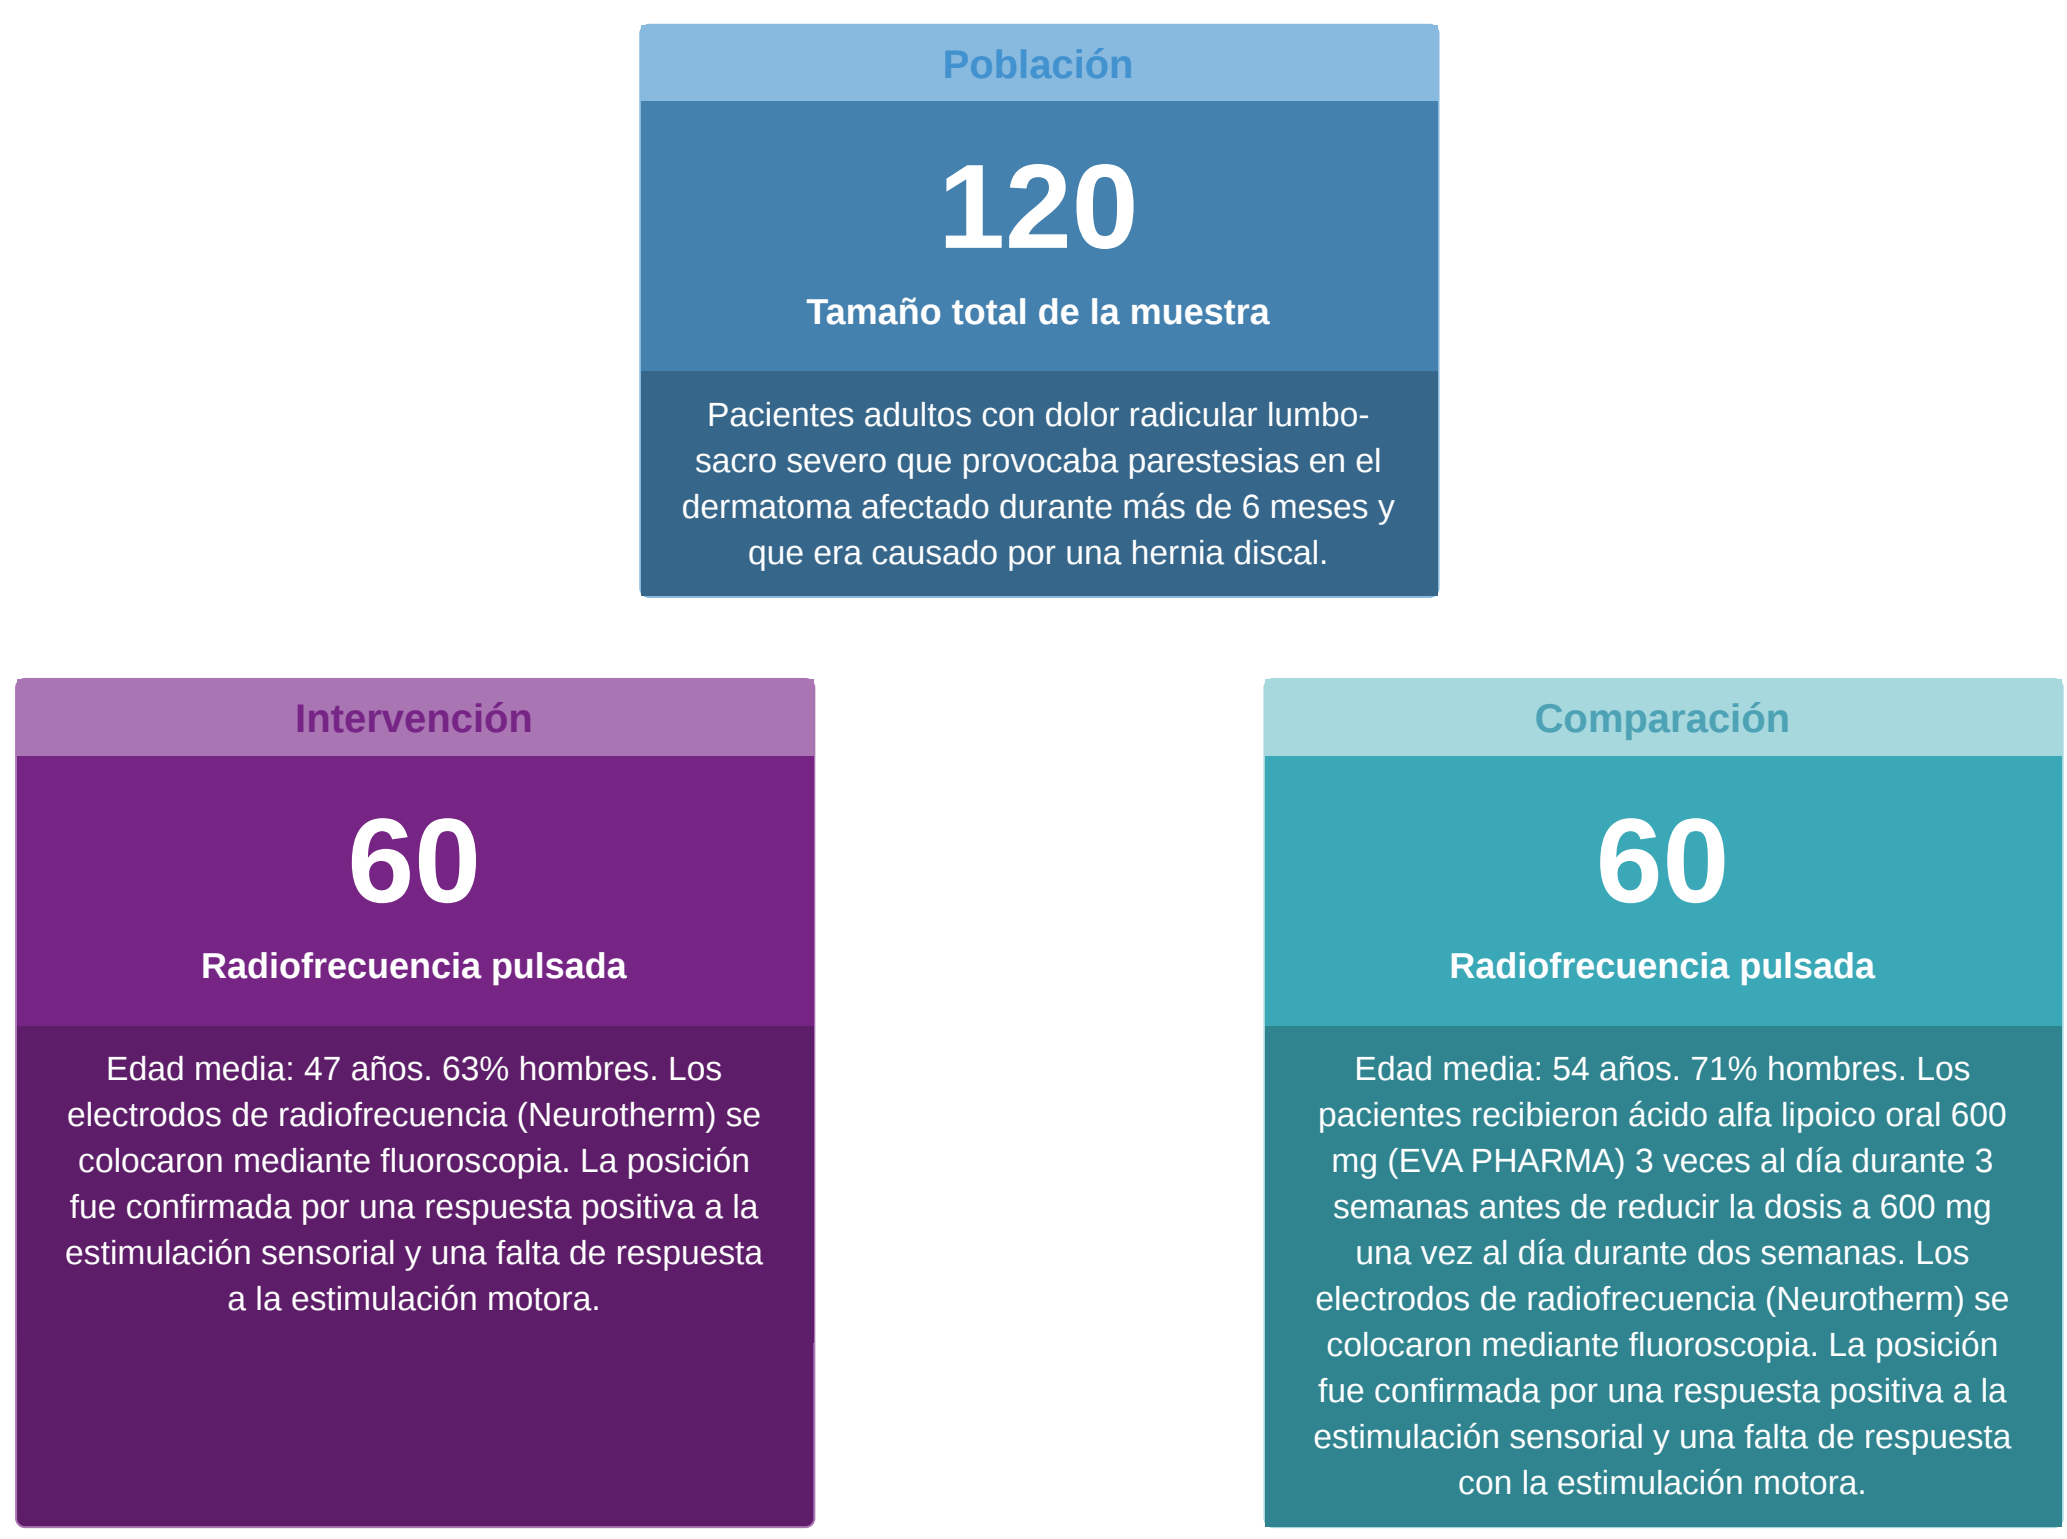 Población
120
Tamaño total de la muestra
Pacientes adultos con dolor radicular lumbo-
sacro severo que provocaba parestesias en el
dermatoma afectado durante más de 6 meses y
que era causado por una hernia discal.
Intervención
60
Radiofrecuencia pulsada
Edad media: 47 años. 63% hombres. Los
electrodos de radiofrecuencia (Neurotherm) se
colocaron mediante fluoroscopia. La posición
fue confirmada por una respuesta positiva a la
estimulación sensorial y una falta de respuesta
a la estimulación motora.
Comparación
60
Radiofrecuencia pulsada
Edad media: 54 años. 71% hombres. Los
pacientes recibieron ácido alfa lipoico oral 600
mg (EVA PHARMA) 3 veces al día durante 3
semanas antes de reducir la dosis a 600 mg
una vez al día durante dos semanas. Los
electrodos de radiofrecuencia (Neurotherm) se
colocaron mediante fluoroscopia. La posición
fue confirmada por una respuesta positiva a la
estimulación sensorial y una falta de respuesta
con la estimulación motora.